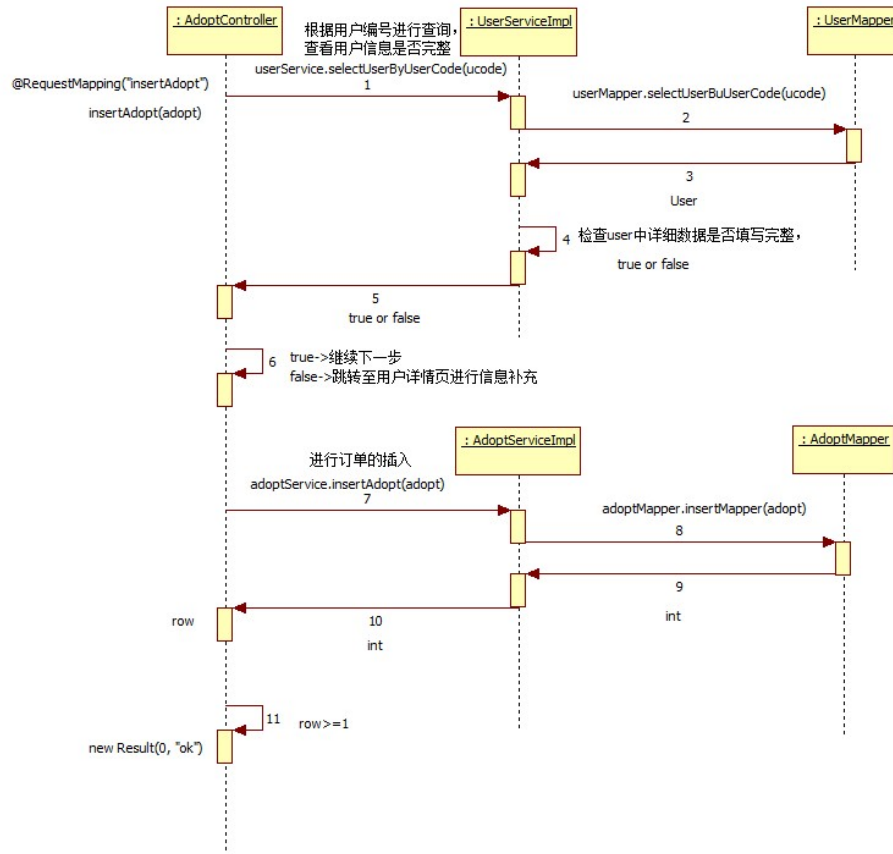 : AdoptController
: UserServiceImpl
: UserMapper
根据用户编号进行查询,
查看用户信息是否完整
userService.selectUserByUserCode(ucode)
@RequestMapping("insertAdopt")
1
insertAdopt(adopt)
userMapper.selectUserBuUserCode(ucode)
2
3
User
4
检查user中详细数据是否填写完整,
true or false
5
true or false
6
true->继续下一步
false->跳转至用户详情页进行信息补充
: AdoptServiceImpl
: AdoptMapper
进行订单的插入
adoptService.insertAdopt(adopt)
7
adoptMapper.insertMapper(adopt)
8
9
int
row
10
int
11
row>=1
new Result(0, "ok")